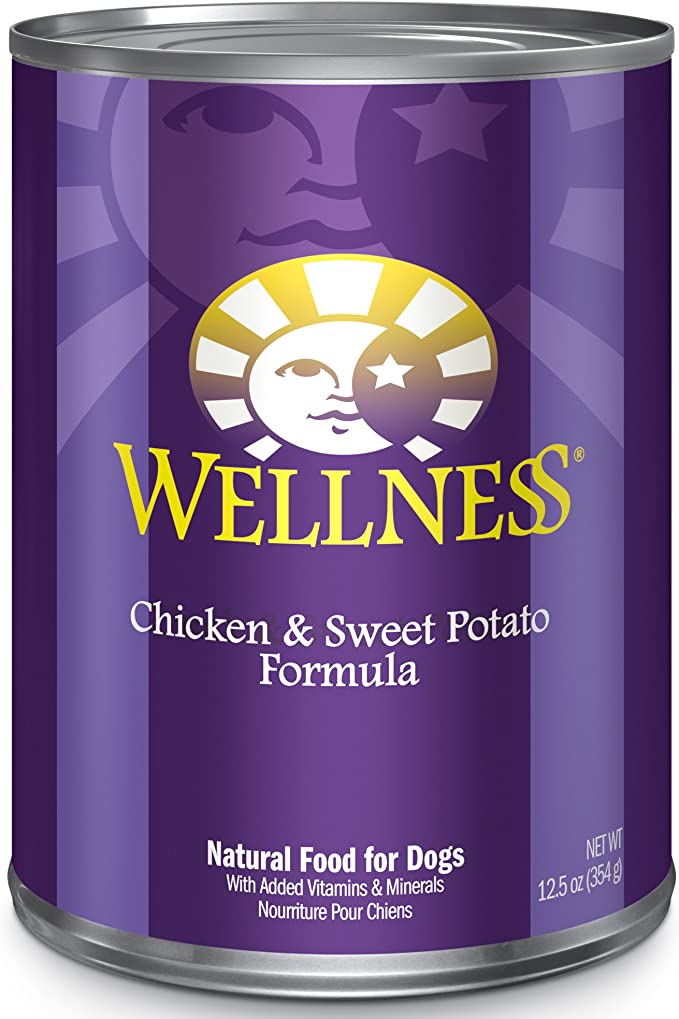 WELLNESS®
Chicken & Sweet Potato
Formula
Natural Food for Dogs
With Added Vitamins & Minerals
Nourriture Pour Chiens
NET WT
12.5 oz (354 g)